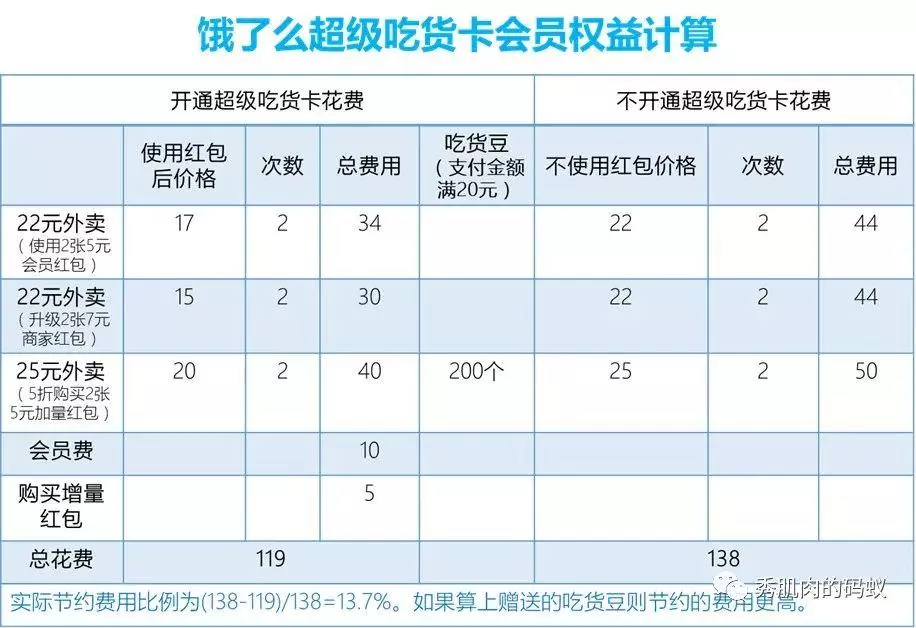 饿了么超级吃货卡会员权益计算
开通超级吃货卡花费 不开通超级吃货卡花费
使用红包
后价格
次数
总费用
吃货豆
（支付金额
满20元）
不使用红包价格
次数
总费用
22元外卖
（使用2张5元
会员红包）
17 2 34 22 2 44
22元外卖
（升级2张7元
商家红包）
15 2 30 22 2 44
25元外卖
（5折购买2张
5元加量红包）
20 2 40 200个 25 2 50
会员费 10
购买增量
红包
5
总花费 119 138
实际节约费用比例为(138-119)/138=13.7%。如果算上赠送的吃货豆则节约的费用更高。
秀肌肉的码蚁